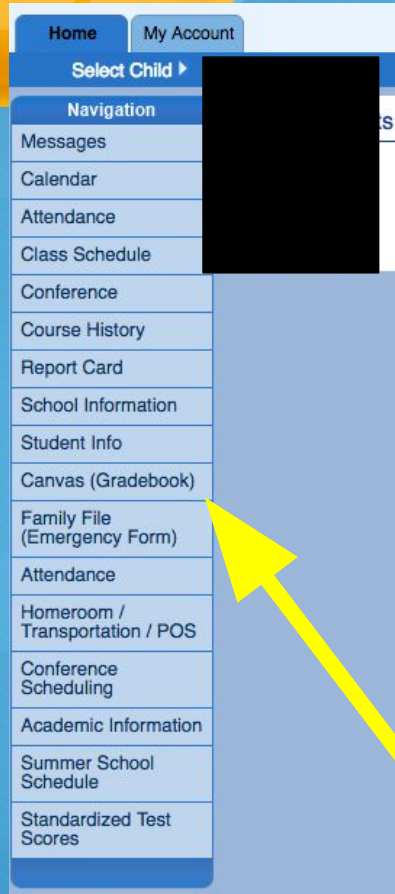 Home My Account
Select Child
Navigation
Messages
Calendar
Attendance
Class Schedule
Conference
Course History
Report Card
School Information
Student Info
Canvas (Gradebook)
Family File
(Emergency Form)
Attendance
Homeroom /
Transportation / POS
Conference
Scheduling
Academic Information
Summer School
Schedule
Standardized Test
Scores